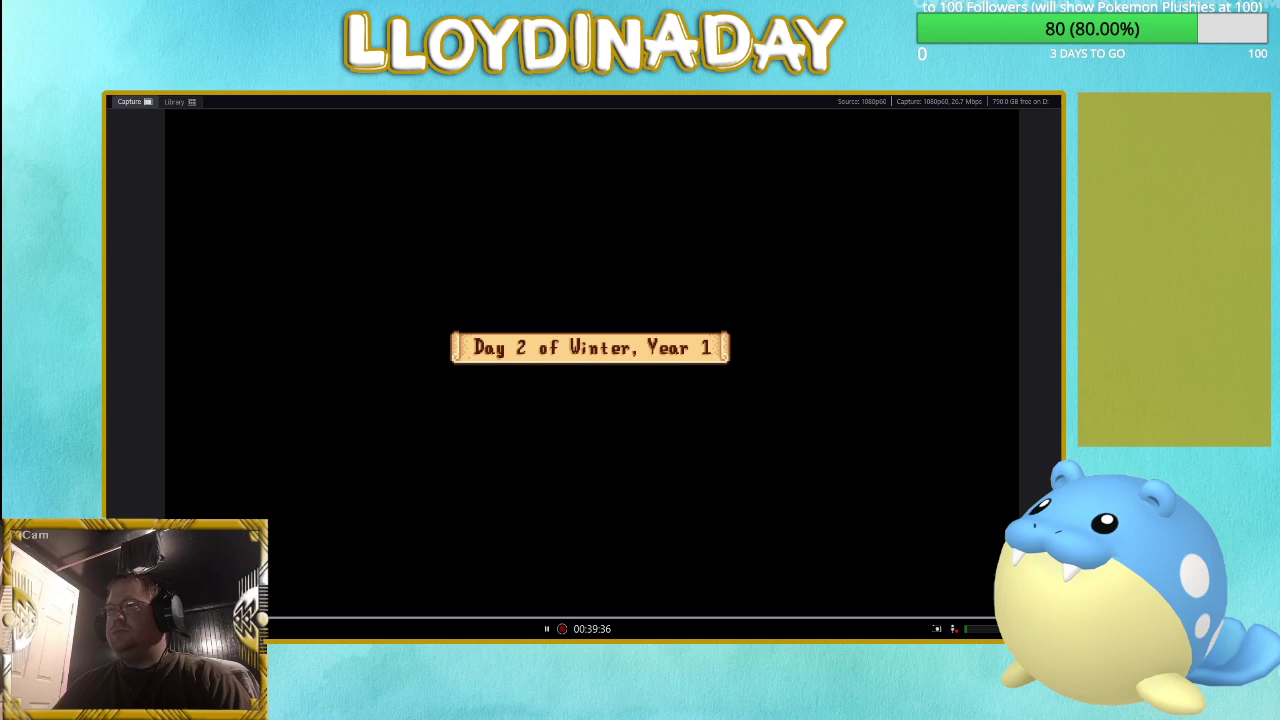 to 100 Followers (will show Pokemon Plushies at 100)
LLOYDINADAY
80 (80.00%)
0 3 DAYS TO GO 100
Capture Library Source: 1080p60 Capture: 1080p60, 26.7 Mbps 790.0 GB free on D:
Day 2 of Winter, Year 1
Cam
00:39:36